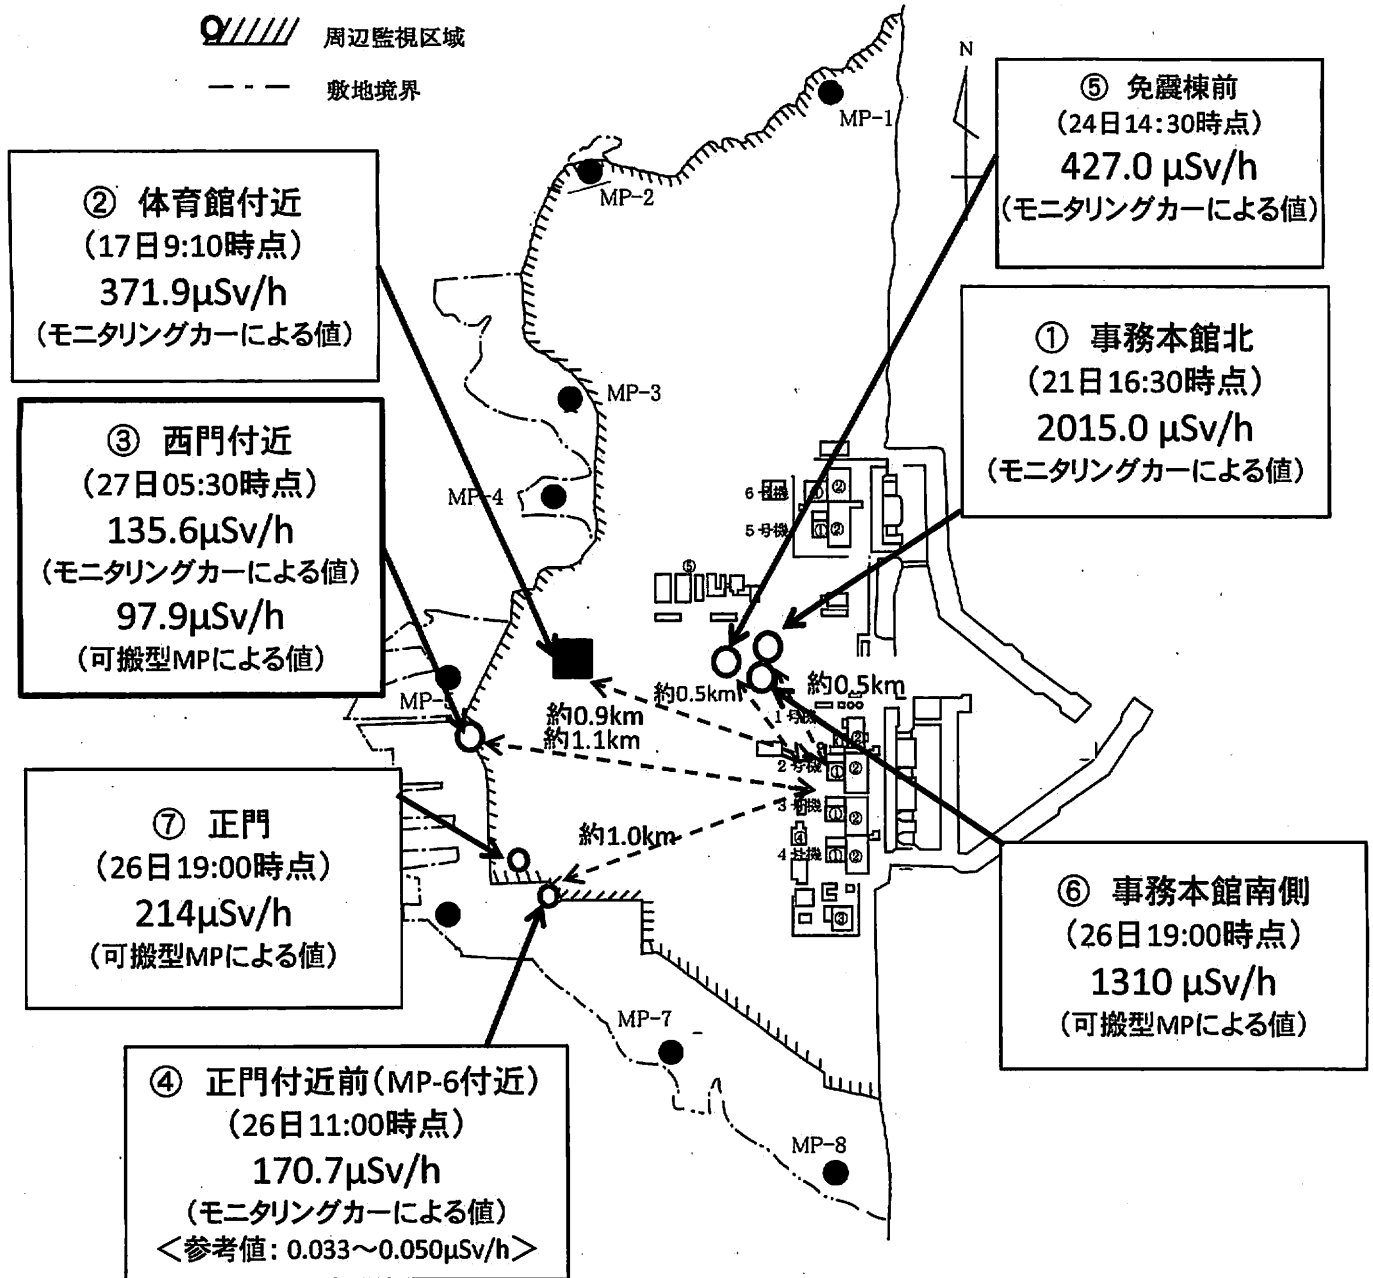 周辺監視区域
敷地境界
N
⑤ 免震棟前
(24日14:30時点)
427.0 μSv/h
(モニタリングカーによる値)
MP-1
MP-2
② 体育館付近
(17日9:10時点)
371.9μSv/h
(モニタリングカーによる値)
① 事務本館北
(21日16:30時点)
2015.0 μSv/h
(モニタリングカーによる値)
MP-3
③ 西門付近
(27日05:30時点)
135.6μSv/h
(モニタリングカーによる値)
97.9μSv/h
(可搬型MPによる値)
MP-4
6号機
① ②
5号機
① ②
⑤
MP-
約0.5km
約0.5km
約0.9km
約1.1km
1号機
②
2号機
① ②
3号機
① ②
④
4号機
① ②
③
約1.0km
⑦ 正門
(26日19:00時点)
214μSv/h
(可搬型MPによる値)
⑥ 事務本館南側
(26日19:00時点)
1310 μSv/h
(可搬型MPによる値)
MP-7
④ 正門付近前(MP-6付近)
(26日11:00時点)
170.7μSv/h
(モニタリングカーによる値)
<参考値: 0.033～0.050μSv/h>
MP-8